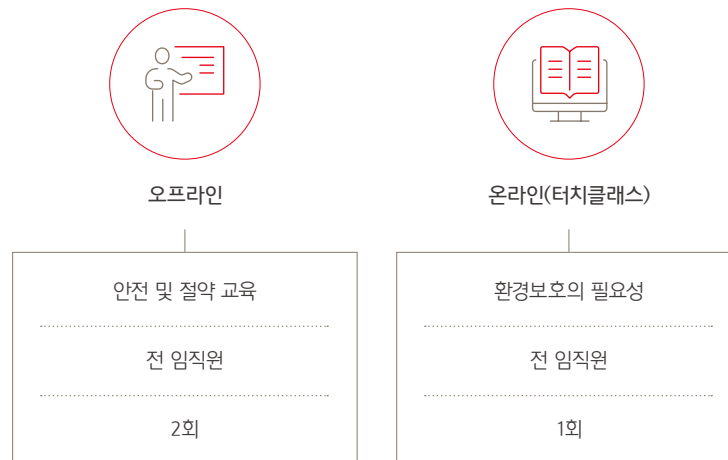 오프라인
안전 및 절약 교육
전 임직원
2회
온라인(터치클래스)
환경보호의 필요성
전 임직원
1회